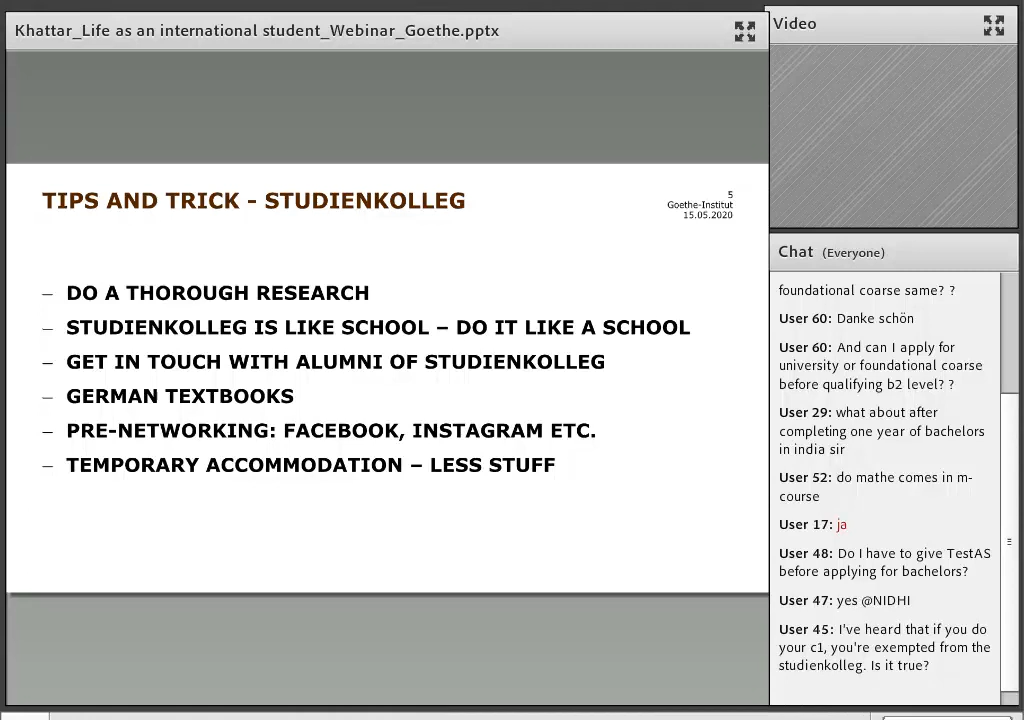 Khattar_Life as an international student_Webinar_Goethe.pptx
TIPS AND TRICK - STUDIENKOLLEG
5
Goethe-Institut
15.05.2020
– DO A THOROUGH RESEARCH
– STUDIENKOLLEG IS LIKE SCHOOL – DO IT LIKE A SCHOOL
– GET IN TOUCH WITH ALUMNI OF STUDIENKOLLEG
– GERMAN TEXTBOOKS
– PRE-NETWORKING: FACEBOOK, INSTAGRAM ETC.
– TEMPORARY ACCOMMODATION – LESS STUFF
Video
Chat (Everyone)
foundational coarse same? ?
User 60: Danke schön
User 60: And can I apply for
university or foundational coarse
before qualifying b2 level? ?
User 29: what about after
completing one year of bachelors
in india sir
User 52: do mathe comes in m-
course
User 17: ja
User 48: Do I have to give TestAS
before applying for bachelors?
User 47: yes @NIDHI
User 45: I've heard that if you do
your c1, you're exempted from the
studienkolleg. Is it true?